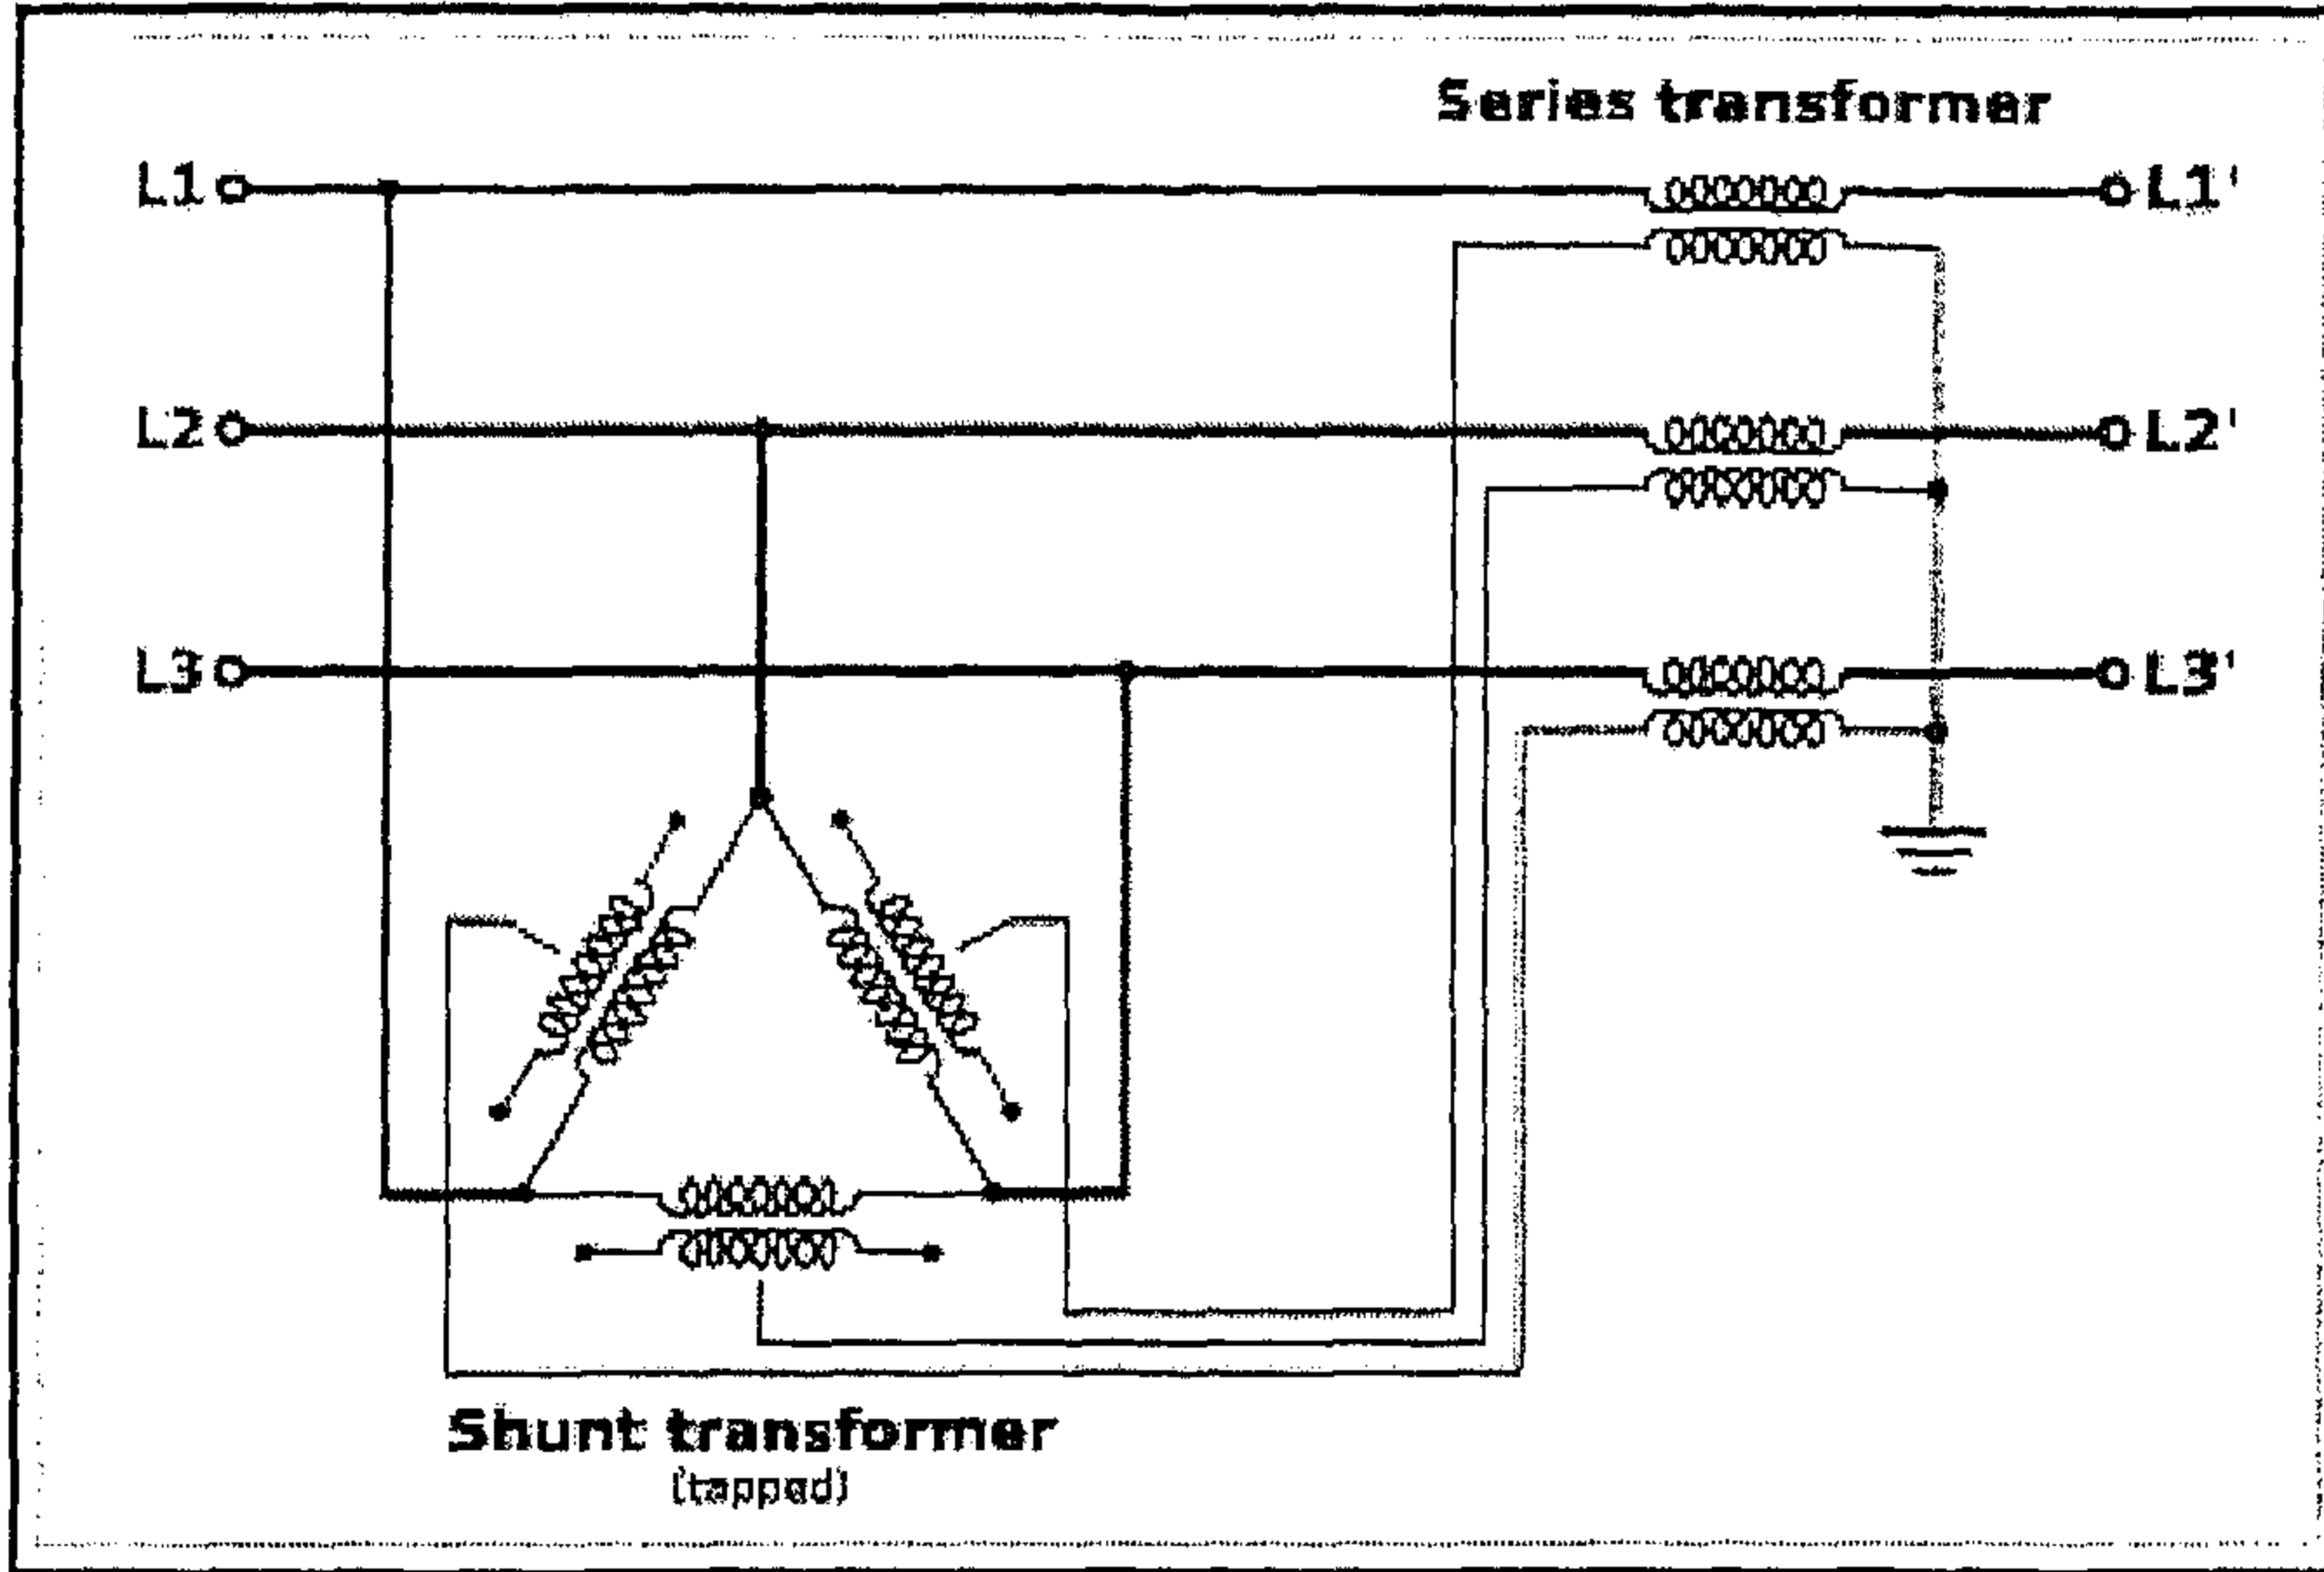 Series transformer
L1
L1'
L2
L2'
L3
L3'
Shunt transformer
(tapped)